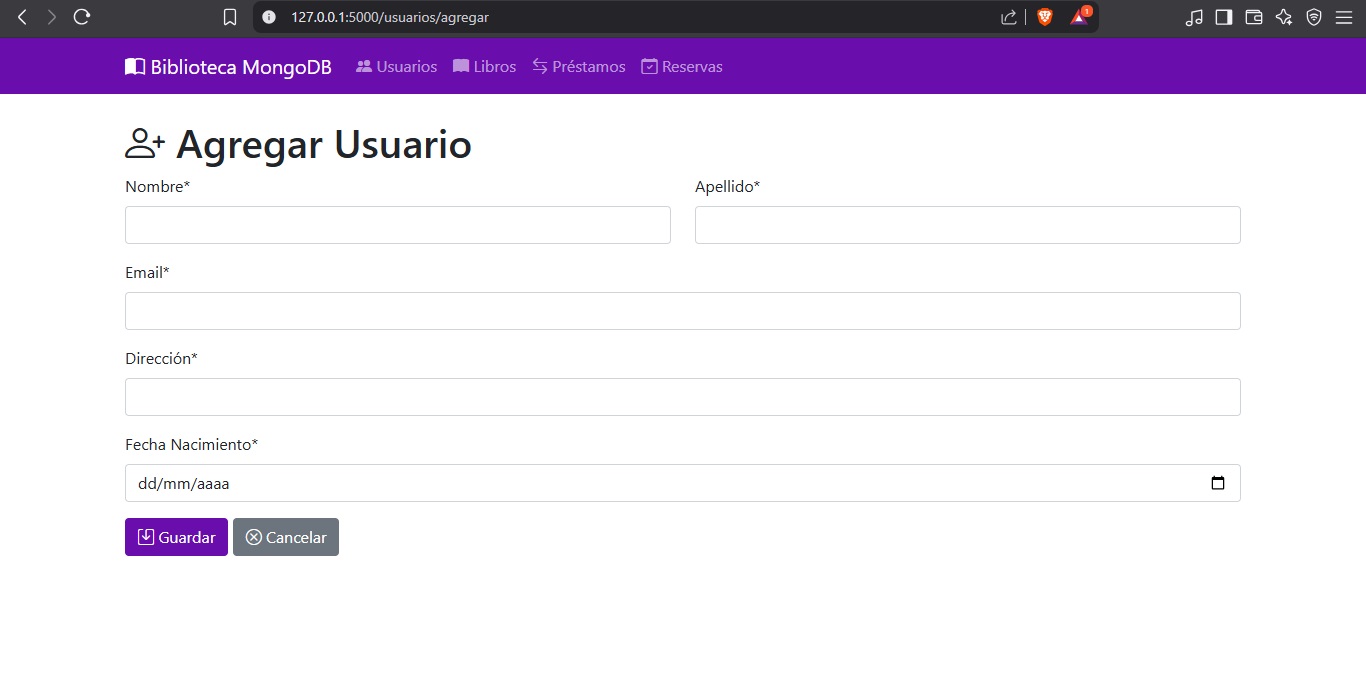 127.0.0.1:5000/usuarios/agregar
1
Biblioteca MongoDB Usuarios Libros Préstamos Reservas
Agregar Usuario
Nombre* Apellido*
Email*
Dirección*
Fecha Nacimiento*
dd/mm/aaaa
Guardar Cancelar